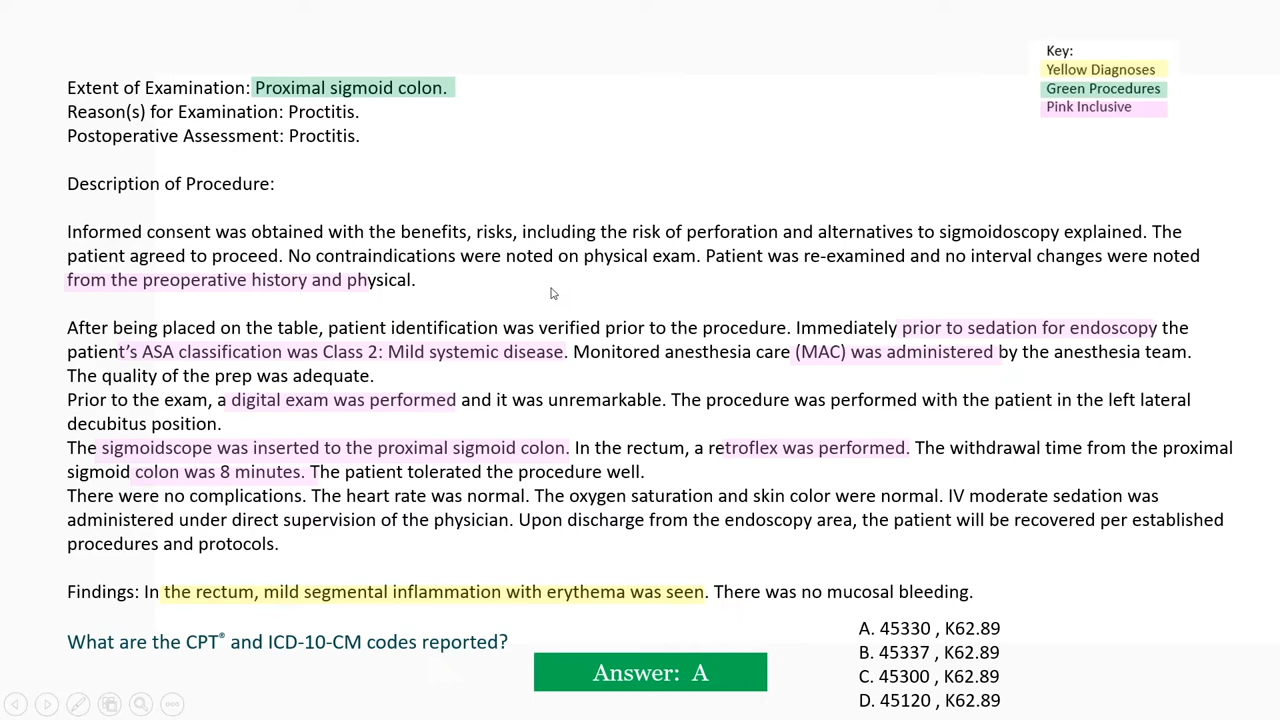 Key:
Yellow Diagnoses
Green Procedures
Pink Inclusive
Extent of Examination: Proximal sigmoid colon.
Reason(s) for Examination: Proctitis.
Postoperative Assessment: Proctitis.
Description of Procedure:
Informed consent was obtained with the benefits, risks, including the risk of perforation and alternatives to sigmoidoscopy explained. The
patient agreed to proceed. No contraindications were noted on physical exam. Patient was re-examined and no interval changes were noted
from the preoperative history and physical.
After being placed on the table, patient identification was verified prior to the procedure. Immediately prior to sedation for endoscopy the
patient's ASA classification was Class 2: Mild systemic disease. Monitored anesthesia care (MAC) was administered by the anesthesia team.
The quality of the prep was adequate.
Prior to the exam, a digital exam was performed and it was unremarkable. The procedure was performed with the patient in the left lateral
decubitus position.
The sigmoidscope was inserted to the proximal sigmoid colon. In the rectum, a retroflex was performed. The withdrawal time from the proximal
sigmoid colon was 8 minutes. The patient tolerated the procedure well.
There were no complications. The heart rate was normal. The oxygen saturation and skin color were normal. IV moderate sedation was
administered under direct supervision of the physician. Upon discharge from the endoscopy area, the patient will be recovered per established
procedures and protocols.
Findings: In the rectum, mild segmental inflammation with erythema was seen. There was no mucosal bleeding.
What are the CPT® and ICD-10-CM codes reported?
A. 45330 , K62.89
B. 45337 , K62.89
C. 45300 , K62.89
D. 45120 , K62.89
Answer: A